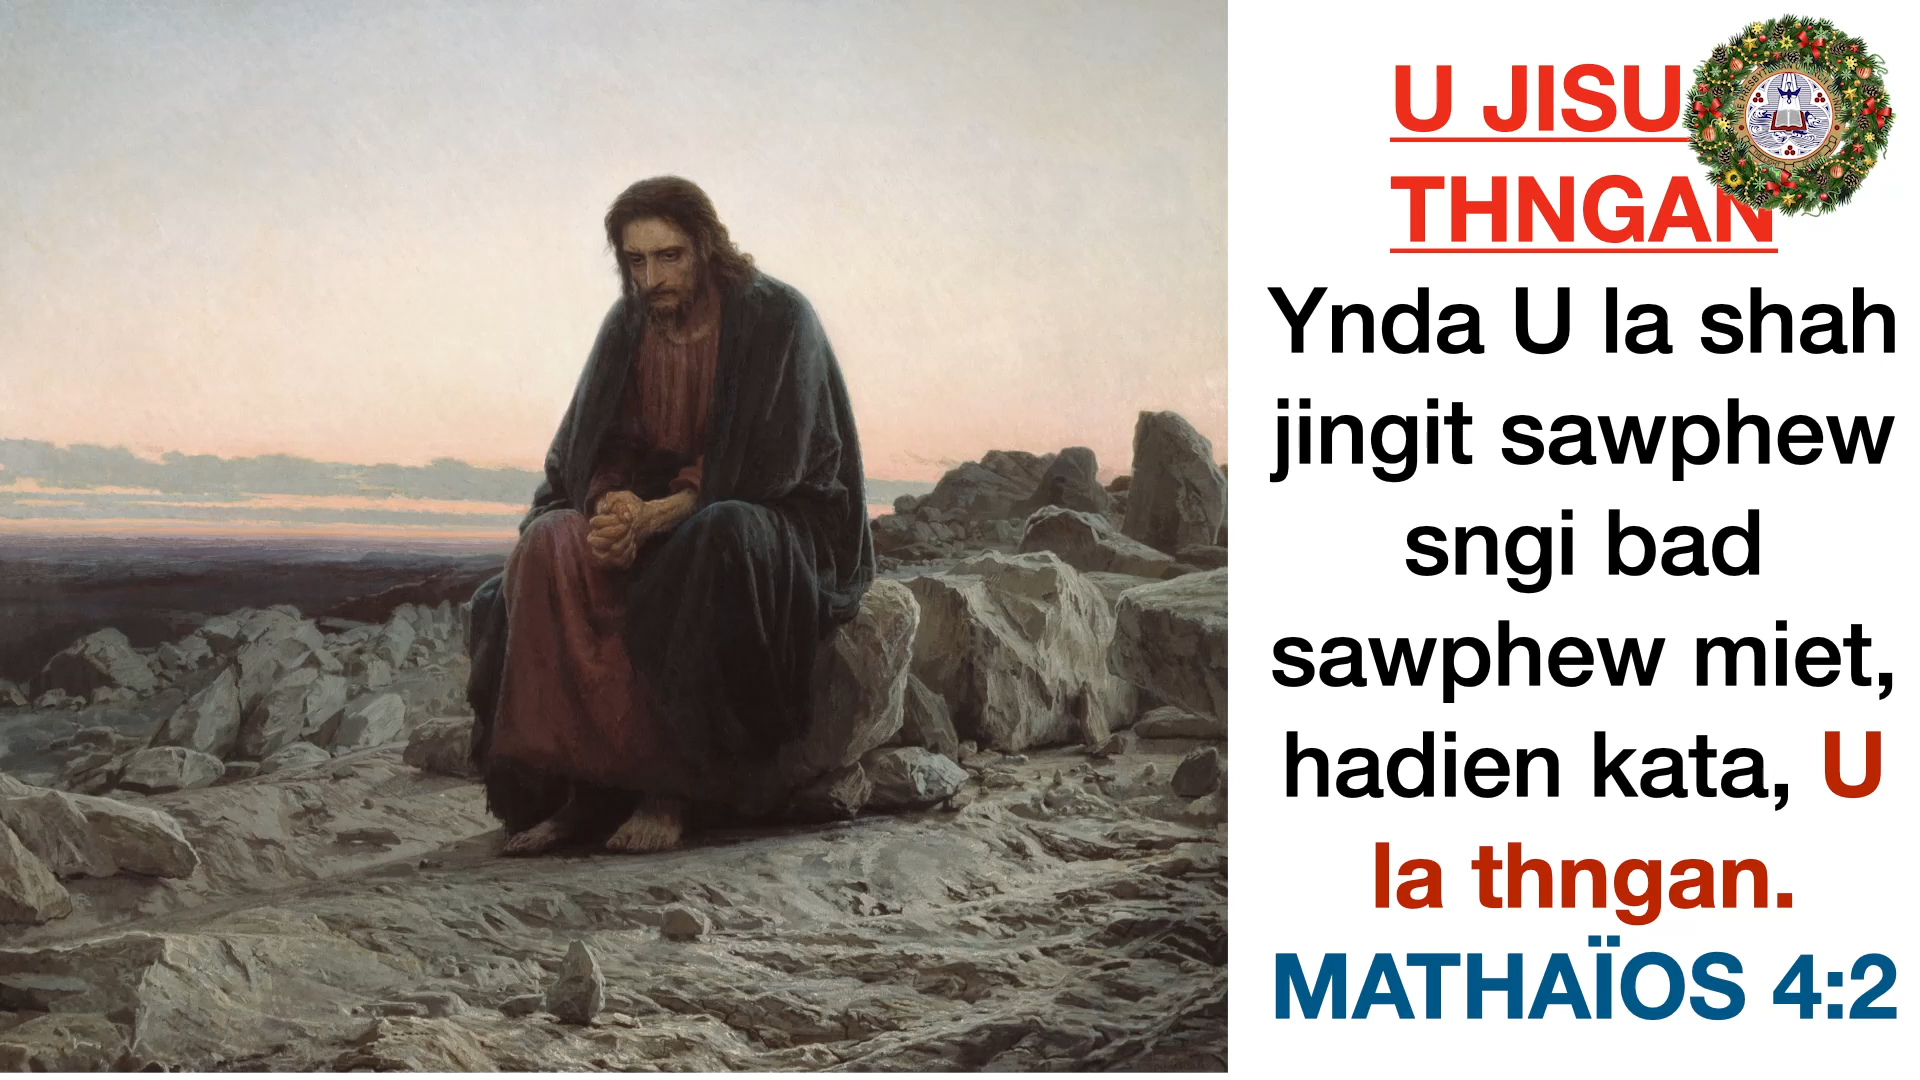 U JISU
THNGAN
Ynda U la shah
jingit sawphew
sngi bad
sawphew miet,
hadien kata, U
la thngan.
MATHAÏOS 4:2